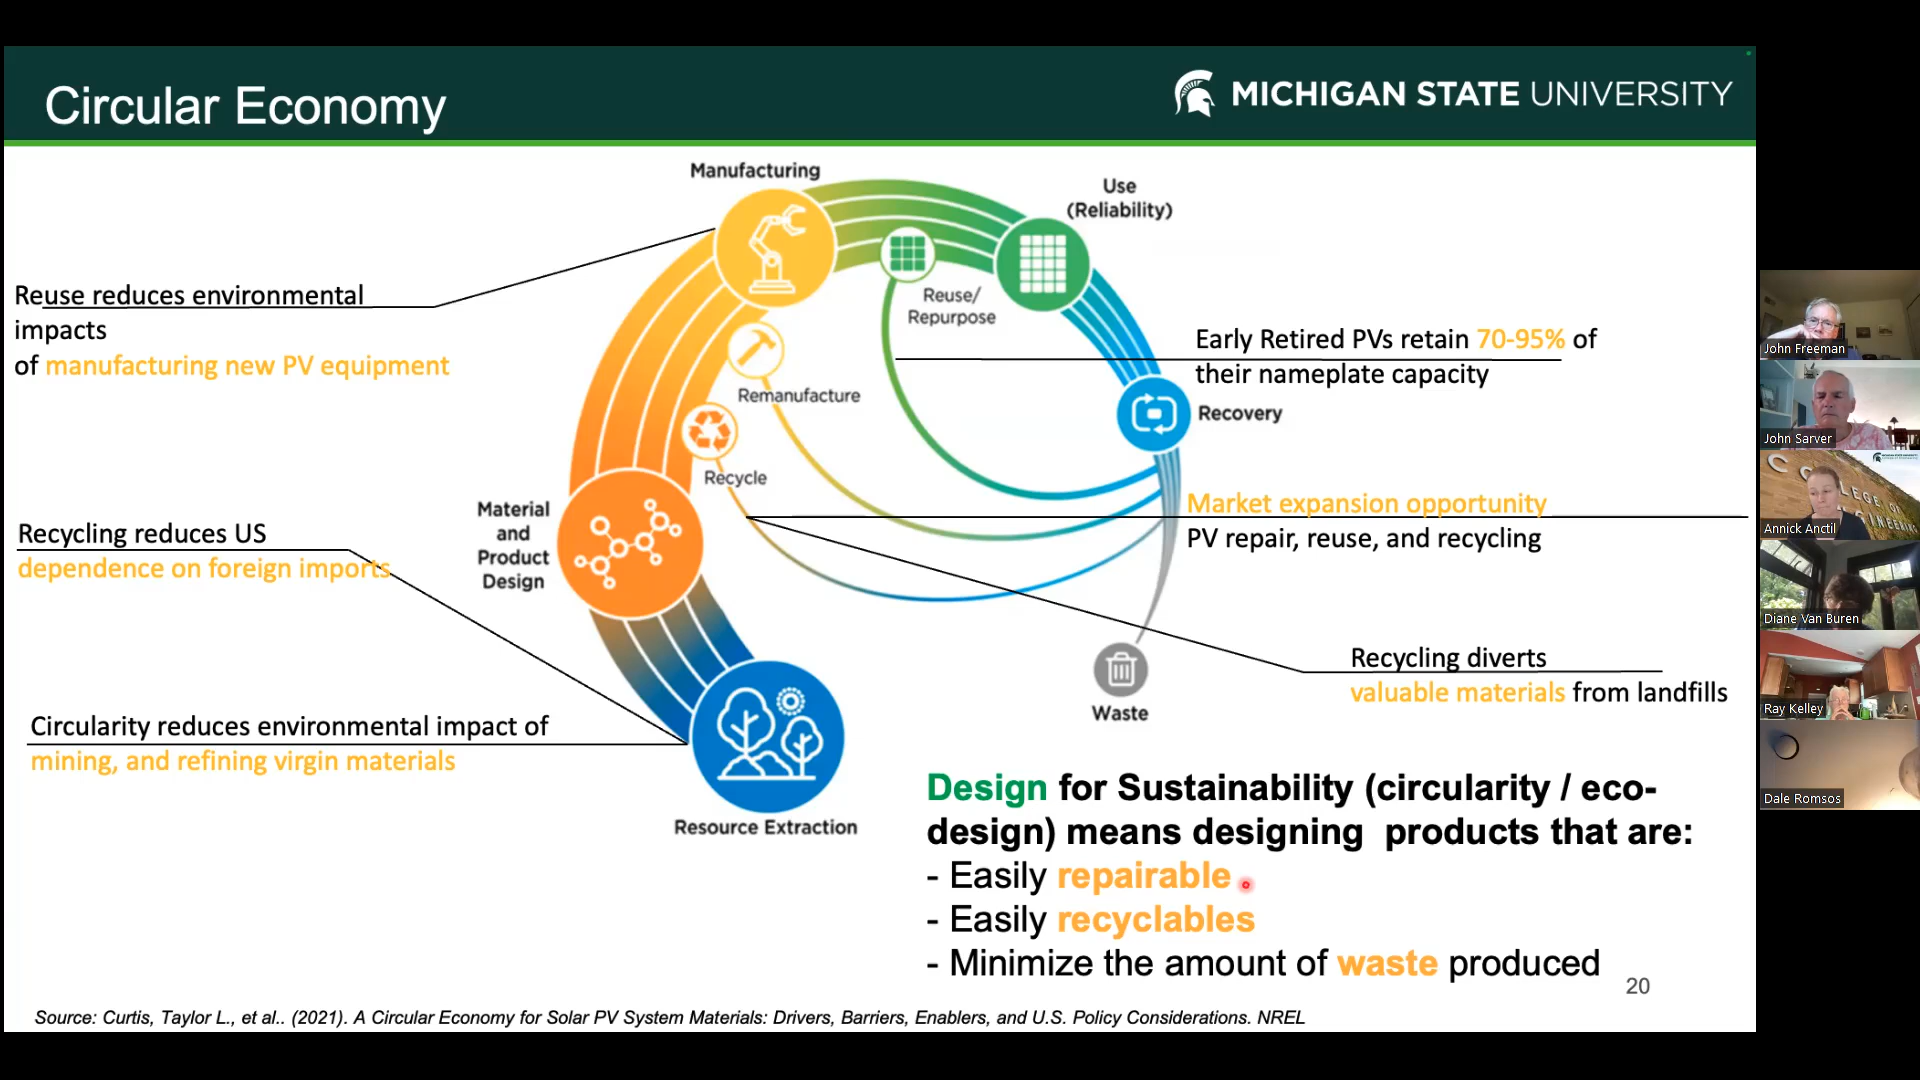 Circular Economy
MICHIGAN STATE UNIVERSITY
Manufacturing
Use
(Reliability)
Reuse/
Repurpose
Remanufacture
Recycle
Recovery
Material
and
Product
Design
Waste
Resource Extraction
Reuse reduces environmental
impacts
of manufacturing new PV equipment
Recycling reduces US
dependence on foreign imports
Circularity reduces environmental impact of
mining, and refining virgin materials
Early Retired PVs retain 70-95% of
their nameplate capacity
Market expansion opportunity
PV repair, reuse, and recycling
Recycling diverts
valuable materials from landfills
Design for Sustainability (circularity / eco-
design) means designing products that are:
- Easily repairable
- Easily recyclables
- Minimize the amount of waste produced
20
Source: Curtis, Taylor L., et al.. (2021). A Circular Economy for Solar PV System Materials: Drivers, Barriers, Enablers, and U.S. Policy Considerations. NREL
John Freeman
John Sarver
Annick Anctil
Diane Van Buren
Ray Kelley
Dale Romsos